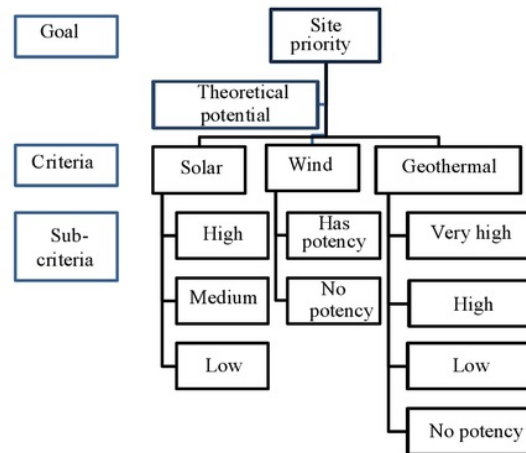 Goal
Site
priority
Theoretical
potential
Criteria
Solar
Wind
Geothermal
Sub-
criteria
High
Has
potency
Very high
Medium
No
potency
High
Low
Low
No potency